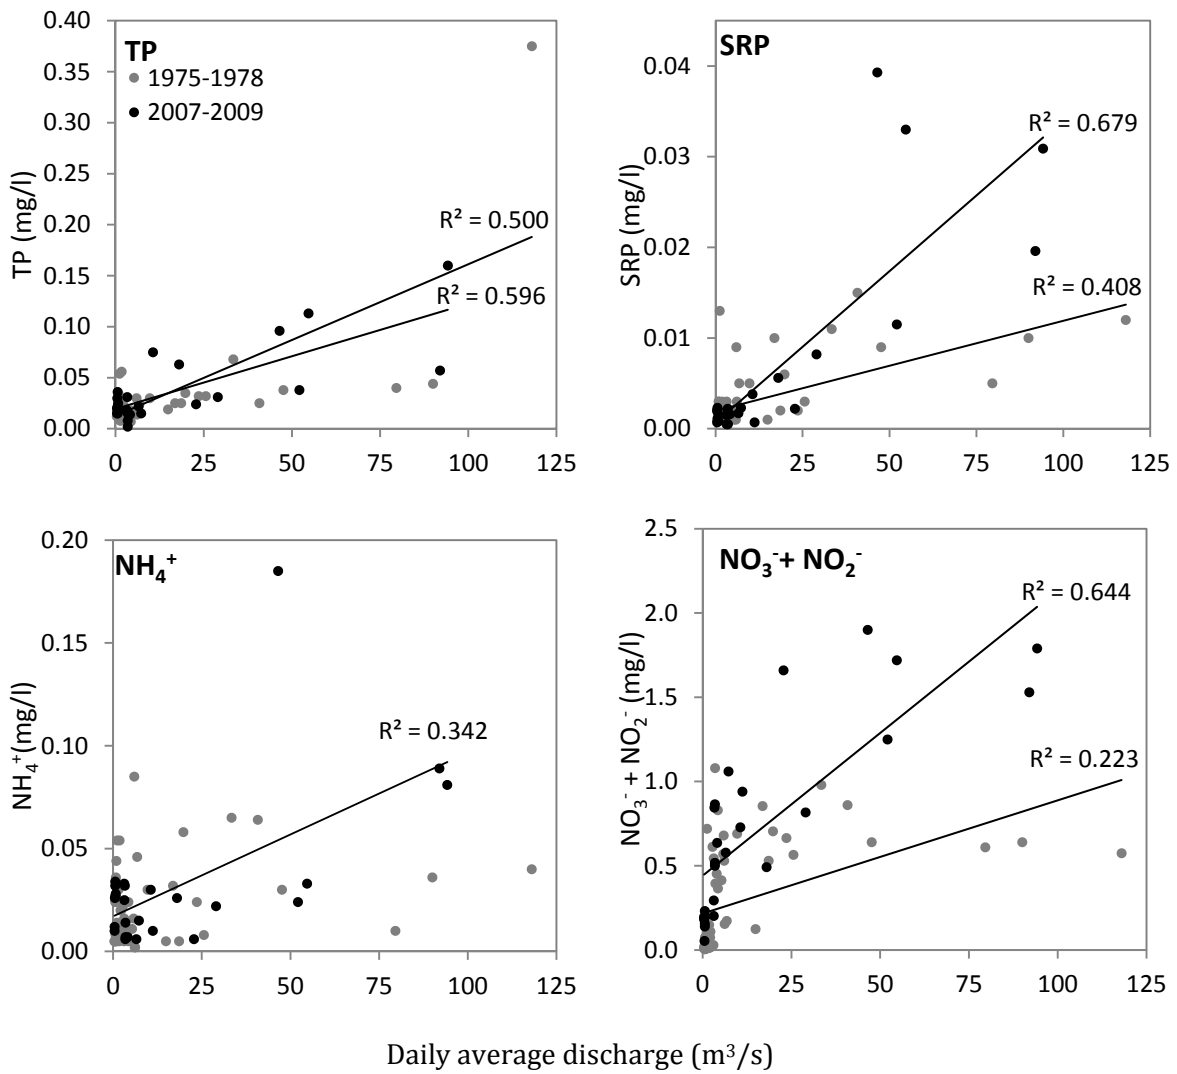 TP
1975-1978
2007-2009
TP (mg/l)
0.40
0.35
0.30
0.25
0.20
0.15
0.10
0.05
0.00
R² = 0.500
R² = 0.596
0 25 50 75 100 125
SRP
SRP (mg/l)
0.04
0.03
0.02
0.01
0.00
R² = 0.679
R² = 0.408
0 25 50 75 100 125
NH₄⁺
NH₄⁺(mg/l)
0.20
0.15
0.10
0.05
0.00
R² = 0.342
0 25 50 75 100 125
NO₃⁻+ NO₂⁻
NO₃⁻ + NO₂⁻ (mg/l)
2.5
2.0
1.5
1.0
0.5
0.0
R² = 0.644
R² = 0.223
0 25 50 75 100 125
Daily average discharge (m³/s)